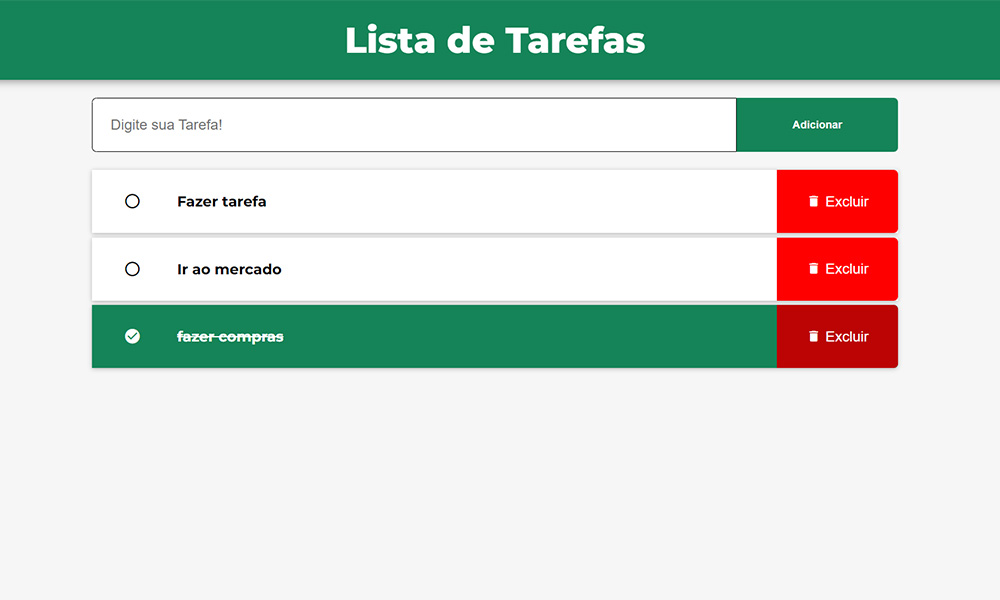 Lista de Tarefas
Digite sua Tarefa!
Adicionar
Fazer tarefa
Excluir
Ir ao mercado
Excluir
fazer compras
Excluir